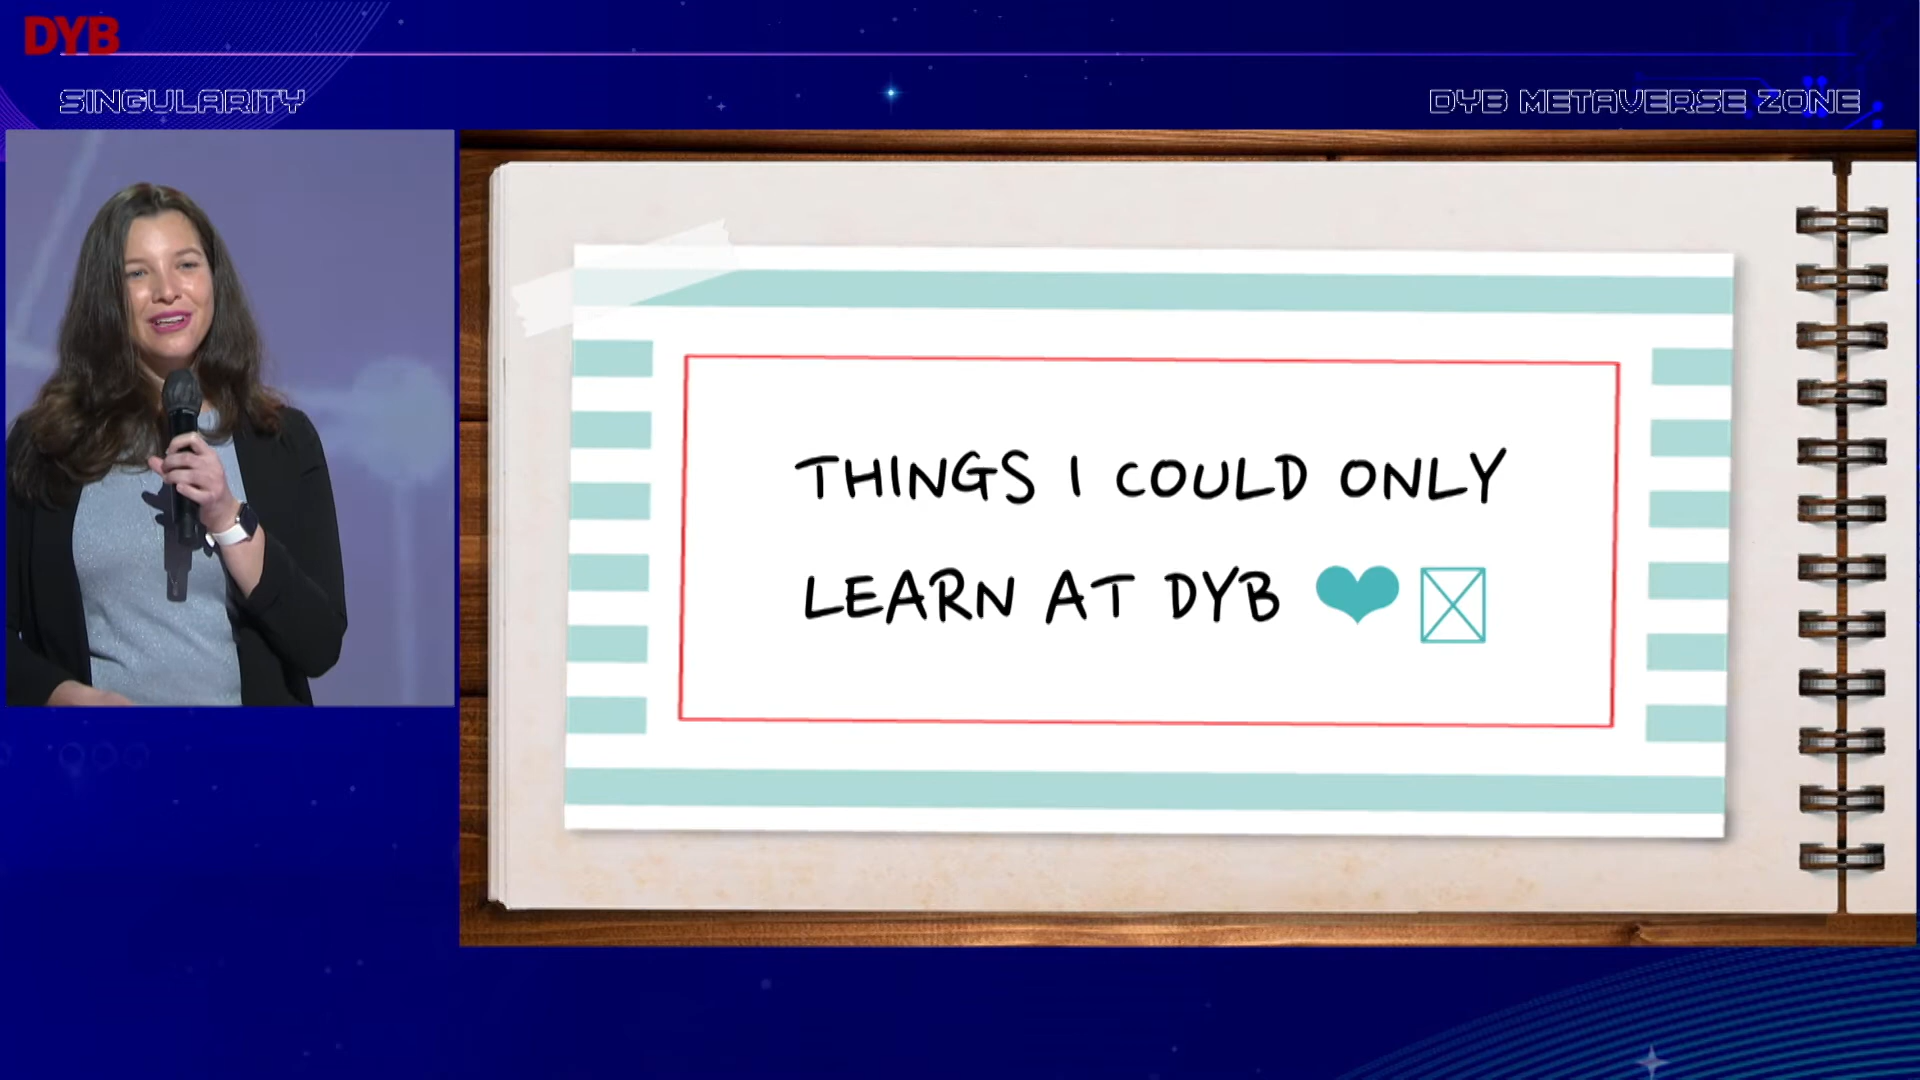 DYB
SINGULARITY
DYB METAVERSE ZONE
THINGS I COULD ONLY
LEARN AT DYB